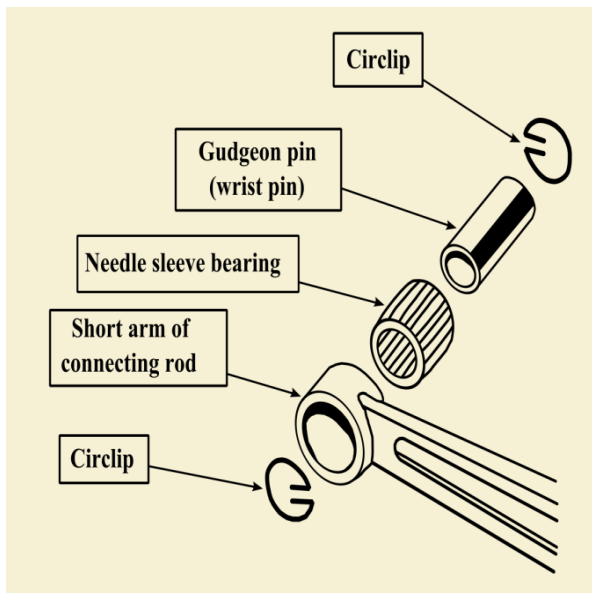 Circlip
Gudgeon pin
(wrist pin)
Needle sleeve bearing
Short arm of
connecting rod
Circlip